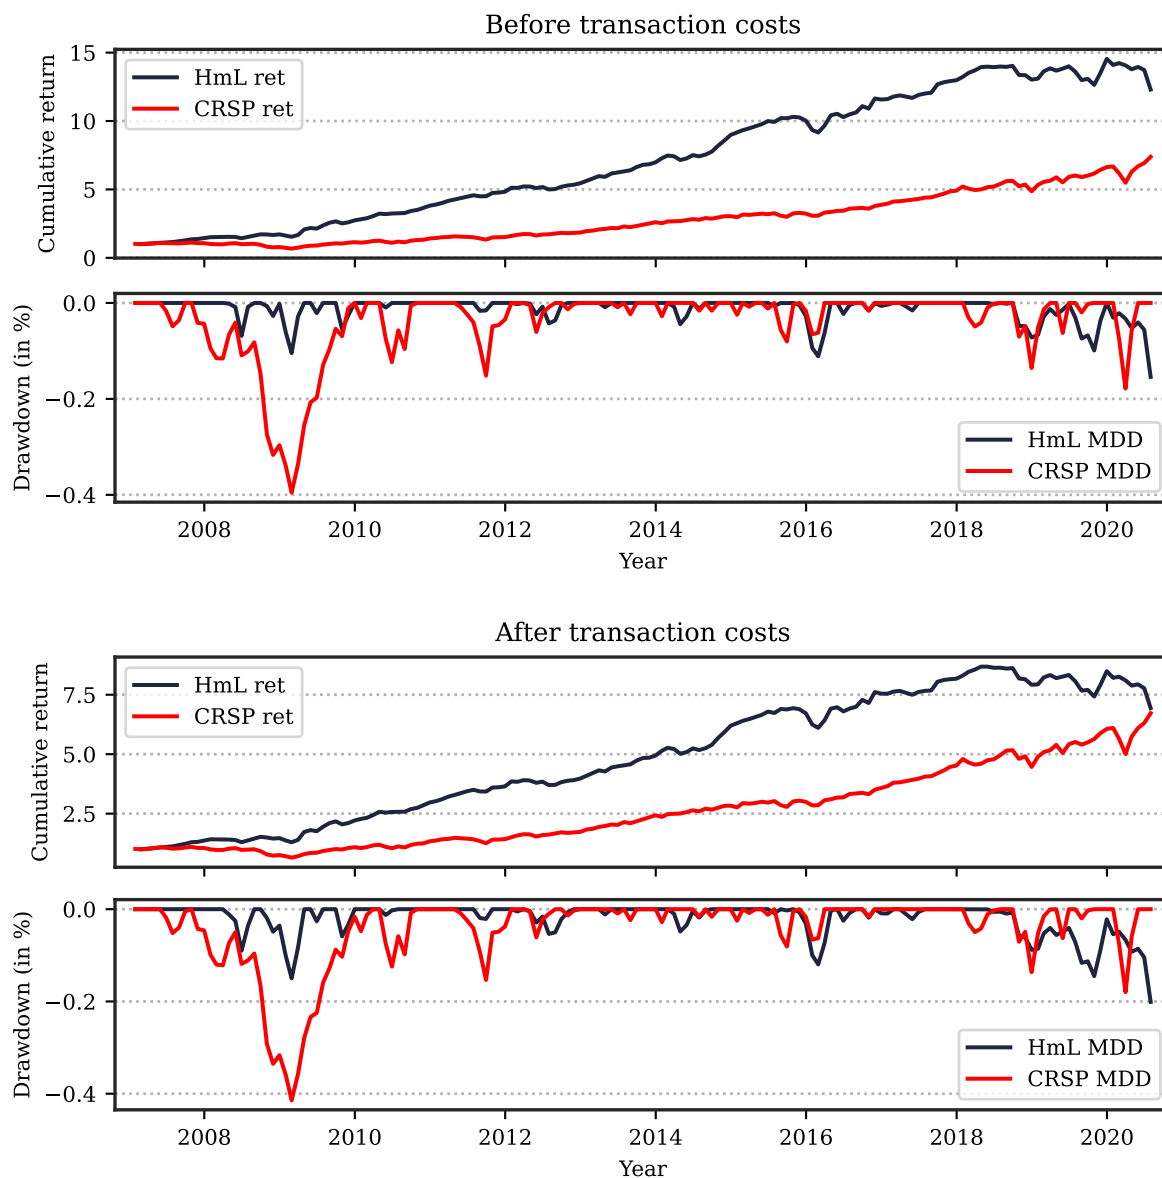 Before transaction costs
Cumulative return
15
10
5
0
HmL ret
CRSP ret
Drawdown (in %)
0.0
−0.2
−0.4
HmL MDD
CRSP MDD
2008 2010 2012 2014 2016 2018 2020
Year
After transaction costs
Cumulative return
7.5
5.0
2.5
HmL ret
CRSP ret
Drawdown (in %)
0.0
−0.2
−0.4
HmL MDD
CRSP MDD
2008 2010 2012 2014 2016 2018 2020
Year